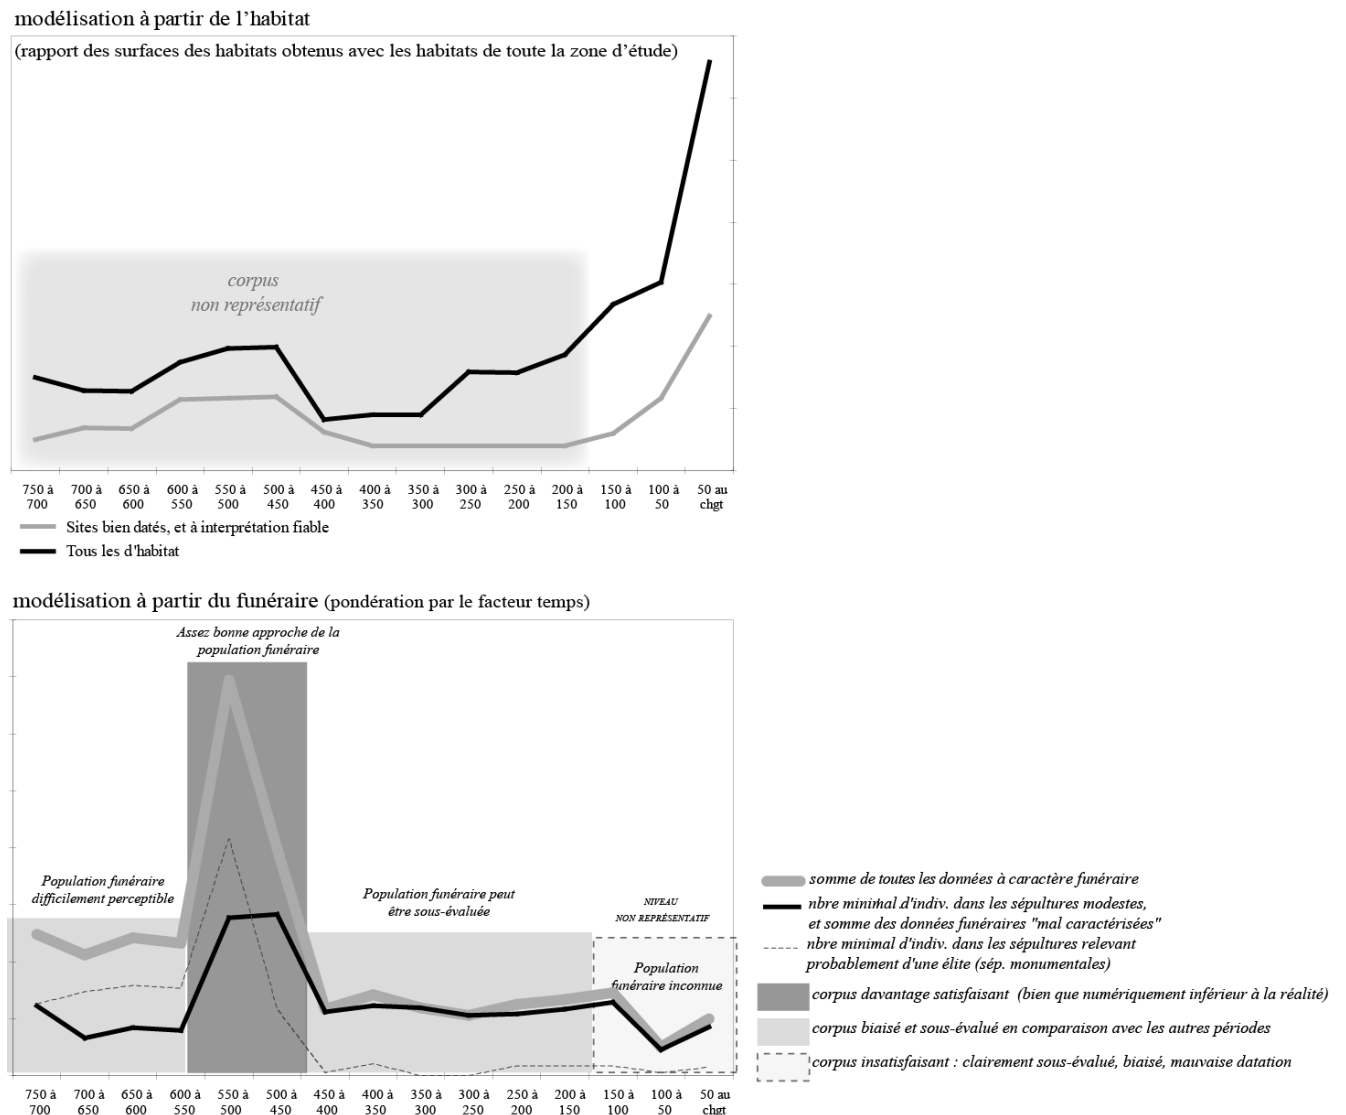 modélisation à partir de l’habitat
(rapport des surfaces des habitats obtenus avec les habitats de toute la zone d’étude)
corpus
non représentatif
750 à 700 à 650 à 600 à 550 à 500 à 450 à 400 à 350 à 300 à 250 à 200 à 150 à 100 à 50 au
700 650 600 550 500 450 400 350 300 250 200 150 100 50 chgt
Sites bien datés, et à interprétation fiable
Tous les d'habitat
modélisation à partir du funéraire (pondération par le facteur temps)
Assez bonne approche de la
population funéraire
Population funéraire
difficilement perceptible
Population funéraire peut
être sous-évaluée
NIVEAU
NON REPRÉSENTATIF
Population
funéraire inconnue
750 à 700 à 650 à 600 à 550 à 500 à 450 à 400 à 350 à 300 à 250 à 200 à 150 à 100 à 50 au
700 650 600 550 500 450 400 350 300 250 200 150 100 50 chgt
somme de toutes les données à caractère funéraire
nbre minimal d'indiv. dans les sépultures modestes,
et somme des données funéraires "mal caractérisées"
nbre minimal d'indiv. dans les sépultures relevant
probablement d'une élite (sép. monumentales)
corpus davantage satisfaisant (bien que numériquement inférieur à la réalité)
corpus biaisé et sous-évalué en comparaison avec les autres périodes
corpus insatisfaisant : clairement sous-évalué, biaisé, mauvaise datation